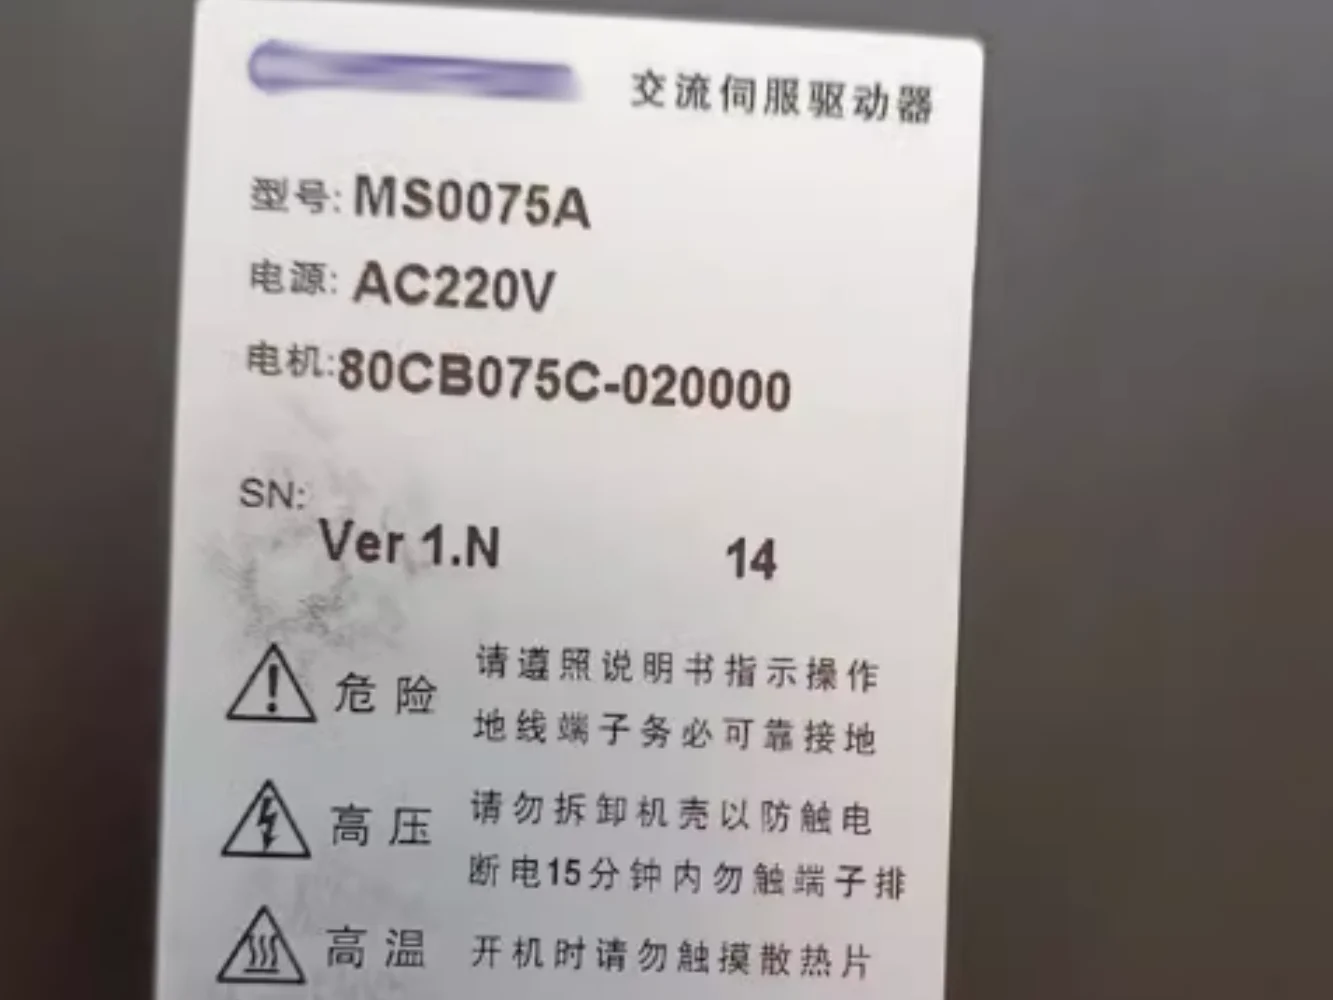 交流伺服驱动器
型号: MS0075A
电源: AC220V
电机:80CB075C-020000
SN:
Ver 1.N 14
危险 请遵照说明书指示操作
地线端子务必可靠接地
高压 请勿拆卸机壳以防触电
断电15分钟内勿触端子排
高温 开机时请勿触摸散热片